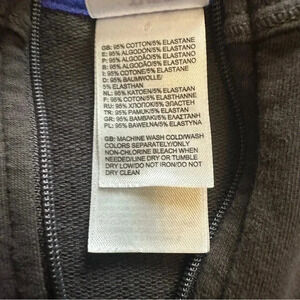 GB: 95% COTTON/5% ELASTANE
E: 95% ALGODÓN/5% ELASTANO
P: 95% ALGODÃO/5% ELASTANO
B: 95% ALGODÃO/5% ELASTANO
I: 95% COTONE/5% ELASTANE
D: 95% BAUMWOLLE/
5% ELASTHAN
NL: 95% KATOEN/5% ELASTAAN
F: 95% COTON/5% ELASTHANNE
RU: 95% ХЛОПОК/5% ЭЛАСТЕН
TR: 95% PAMUK/5% ELASTAN
GR: 95% ΒΑΜΒΑΚΙ/5% ΕΛΑΣΤΑΝΗ
PL: 95% BAWEŁNA/5% ELASTYNA
GB: MACHINE WASH COLD/WASH
COLORS SEPARATELY/ONLY
NON-CHLORINE BLEACH WHEN
NEEDED/LINE DRY OR TUMBLE
DRY LOW/DO NOT IRON/DO NOT
DRY CLEAN